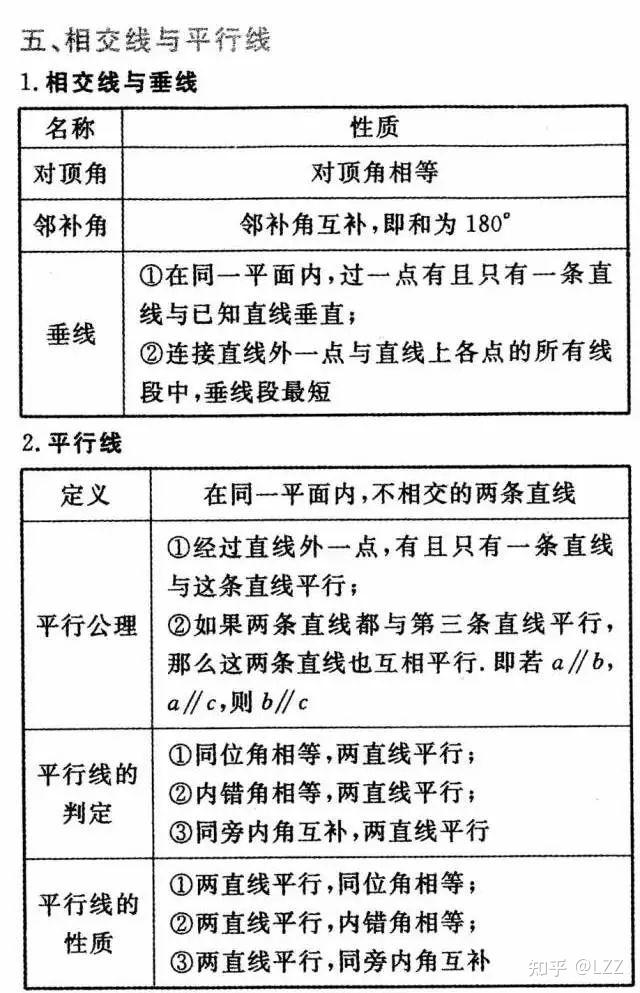 五、相交线与平行线
1.相交线与垂线
名称 性质
对顶角 对顶角相等
邻补角 邻补角互补,即和为180°
垂线
①在同一平面内,过一点有且只有一条直
线与已知直线垂直;
②连接直线外一点与直线上各点的所有线
段中,垂线段最短
2.平行线
定义 在同一平面内,不相交的两条直线
平行公理
①经过直线外一点,有且只有一条直线
与这条直线平行;
②如果两条直线都与第三条直线平行,
那么这两条直线也互相平行.即若a∥b,
a∥c,则b∥c
平行线的
判定
①同位角相等,两直线平行;
②内错角相等,两直线平行;
③同旁内角互补,两直线平行
平行线的
性质
①两直线平行,同位角相等;
②两直线平行,内错角相等;
③两直线平行,同旁内角互补
知乎 @LZZ